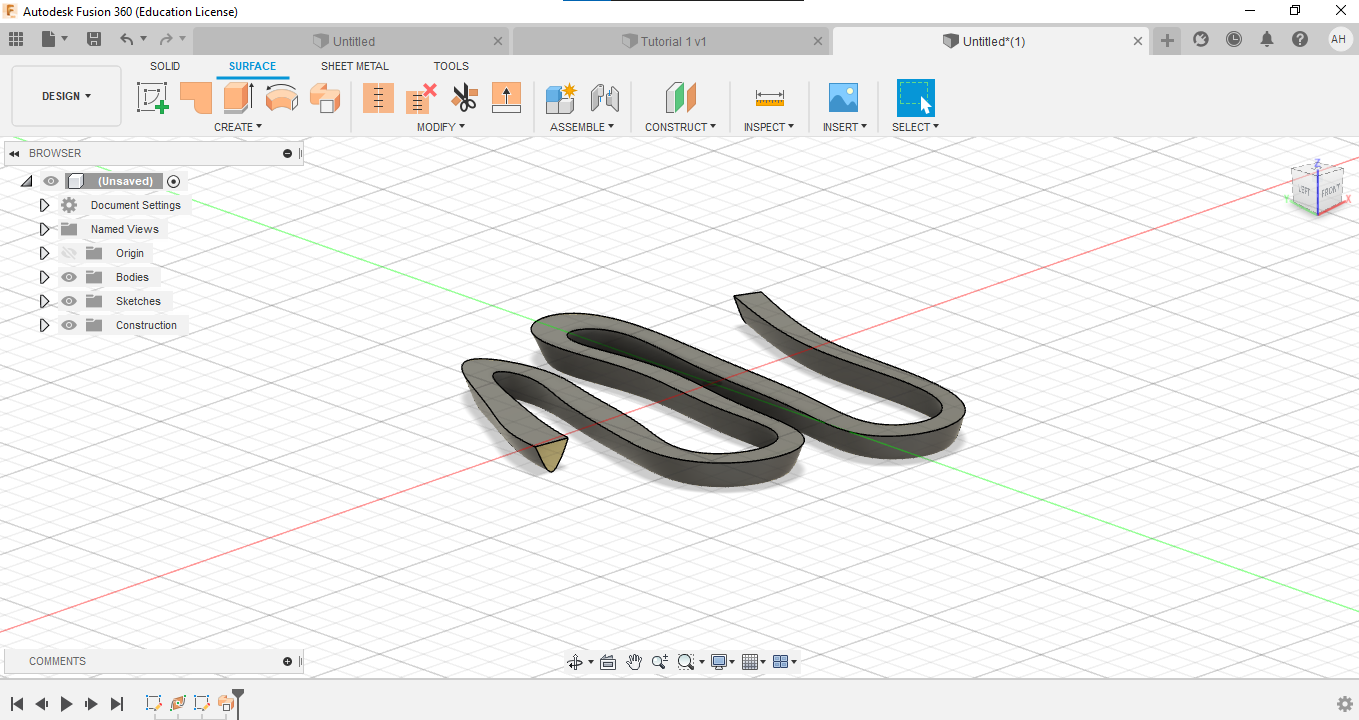 Autodesk Fusion 360 (Education License)
Untitled
Tutorial 1 v1
Untitled*(1)
AH
SOLID
SURFACE
SHEET METAL
TOOLS
DESIGN
CREATE
MODIFY
ASSEMBLE
CONSTRUCT
INSPECT
INSERT
SELECT
BROWSER
(Unsaved)
Document Settings
Named Views
Origin
Bodies
Sketches
Construction
Z
LEFT
FRONT
Y
X
COMMENTS